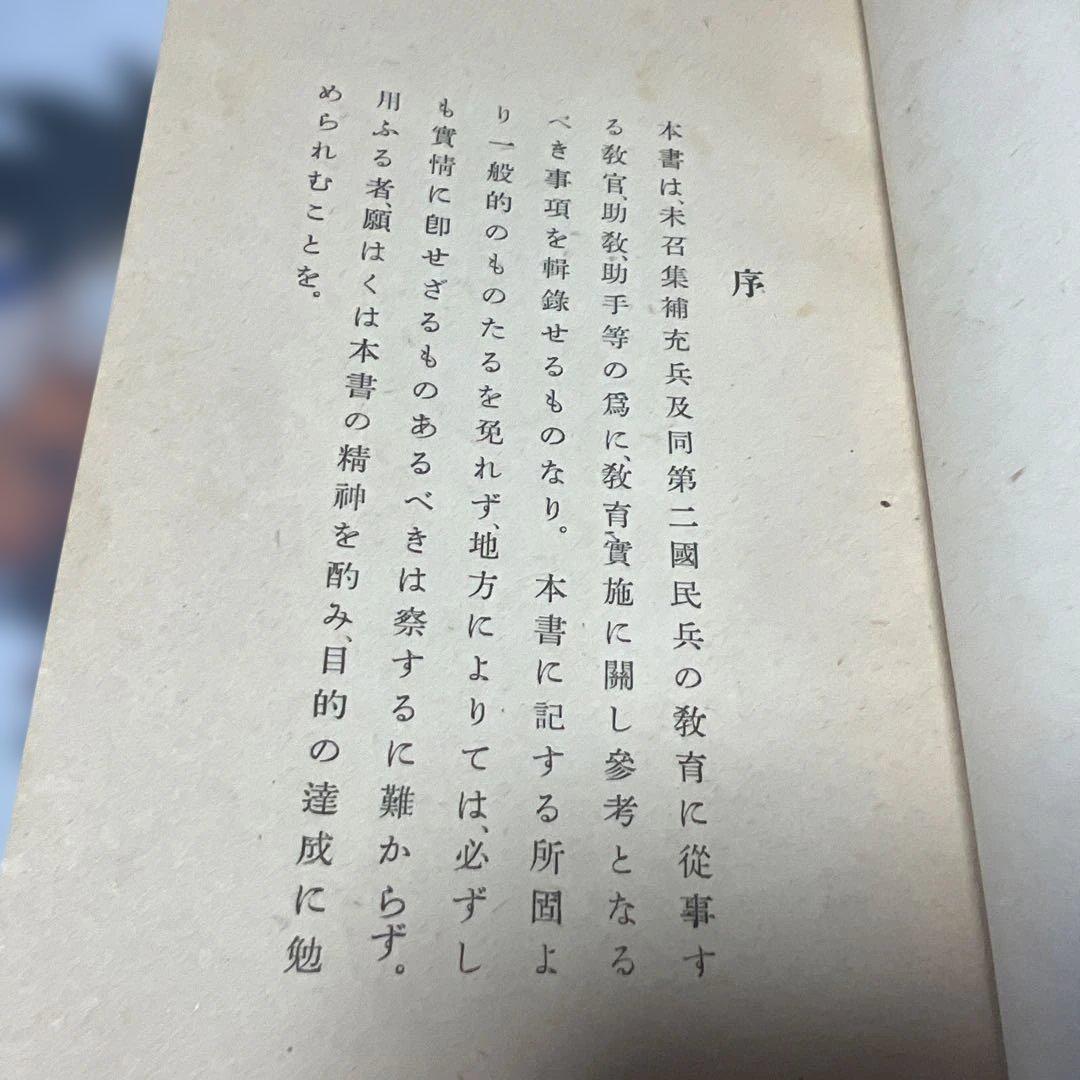 序
本書は、未召集補充兵及同第二國民兵の教育に從事す
る教官、助教、助手等の爲に、教育實施に關し參考となる
べき事項を輯錄せるものなり。本書に記する所固よ
り一般的のものたるを免れず、地方によりては、必ずし
も實情に卽せざるものあるべきは察するに難からず。
用ふる者、願はくは本書の精神を酌み、目的の達成に勉
められむことを。